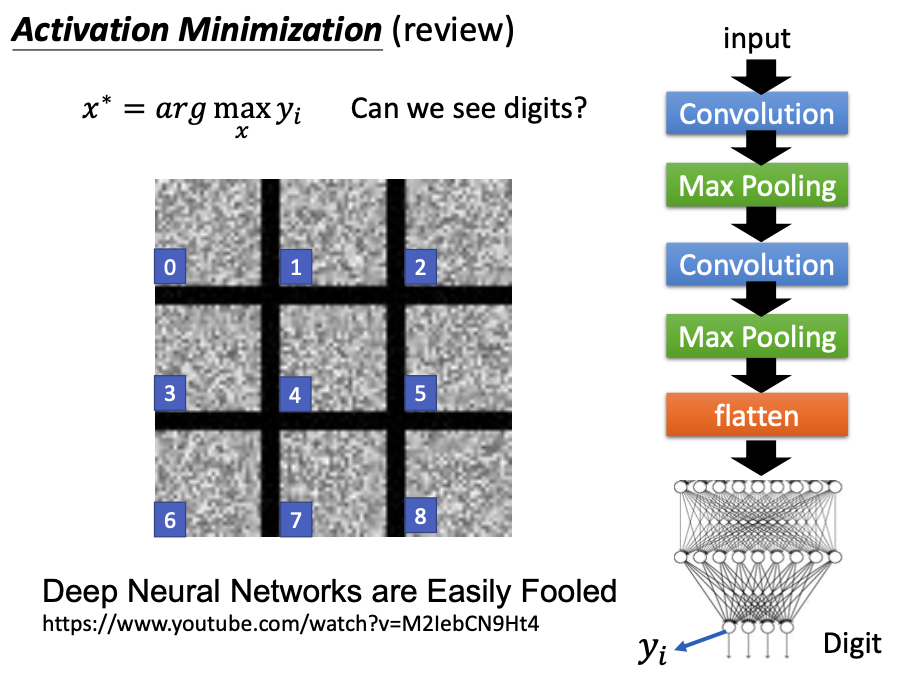 Activation Minimization (review)
x* = arg max y_i
x
Can we see digits?
0
1
2
3
4
5
6
7
8
Deep Neural Networks are Easily Fooled
https://www.youtube.com/watch?v=M2IebCN9Ht4
input
Convolution
Max Pooling
Convolution
Max Pooling
flatten
y_i
Digit